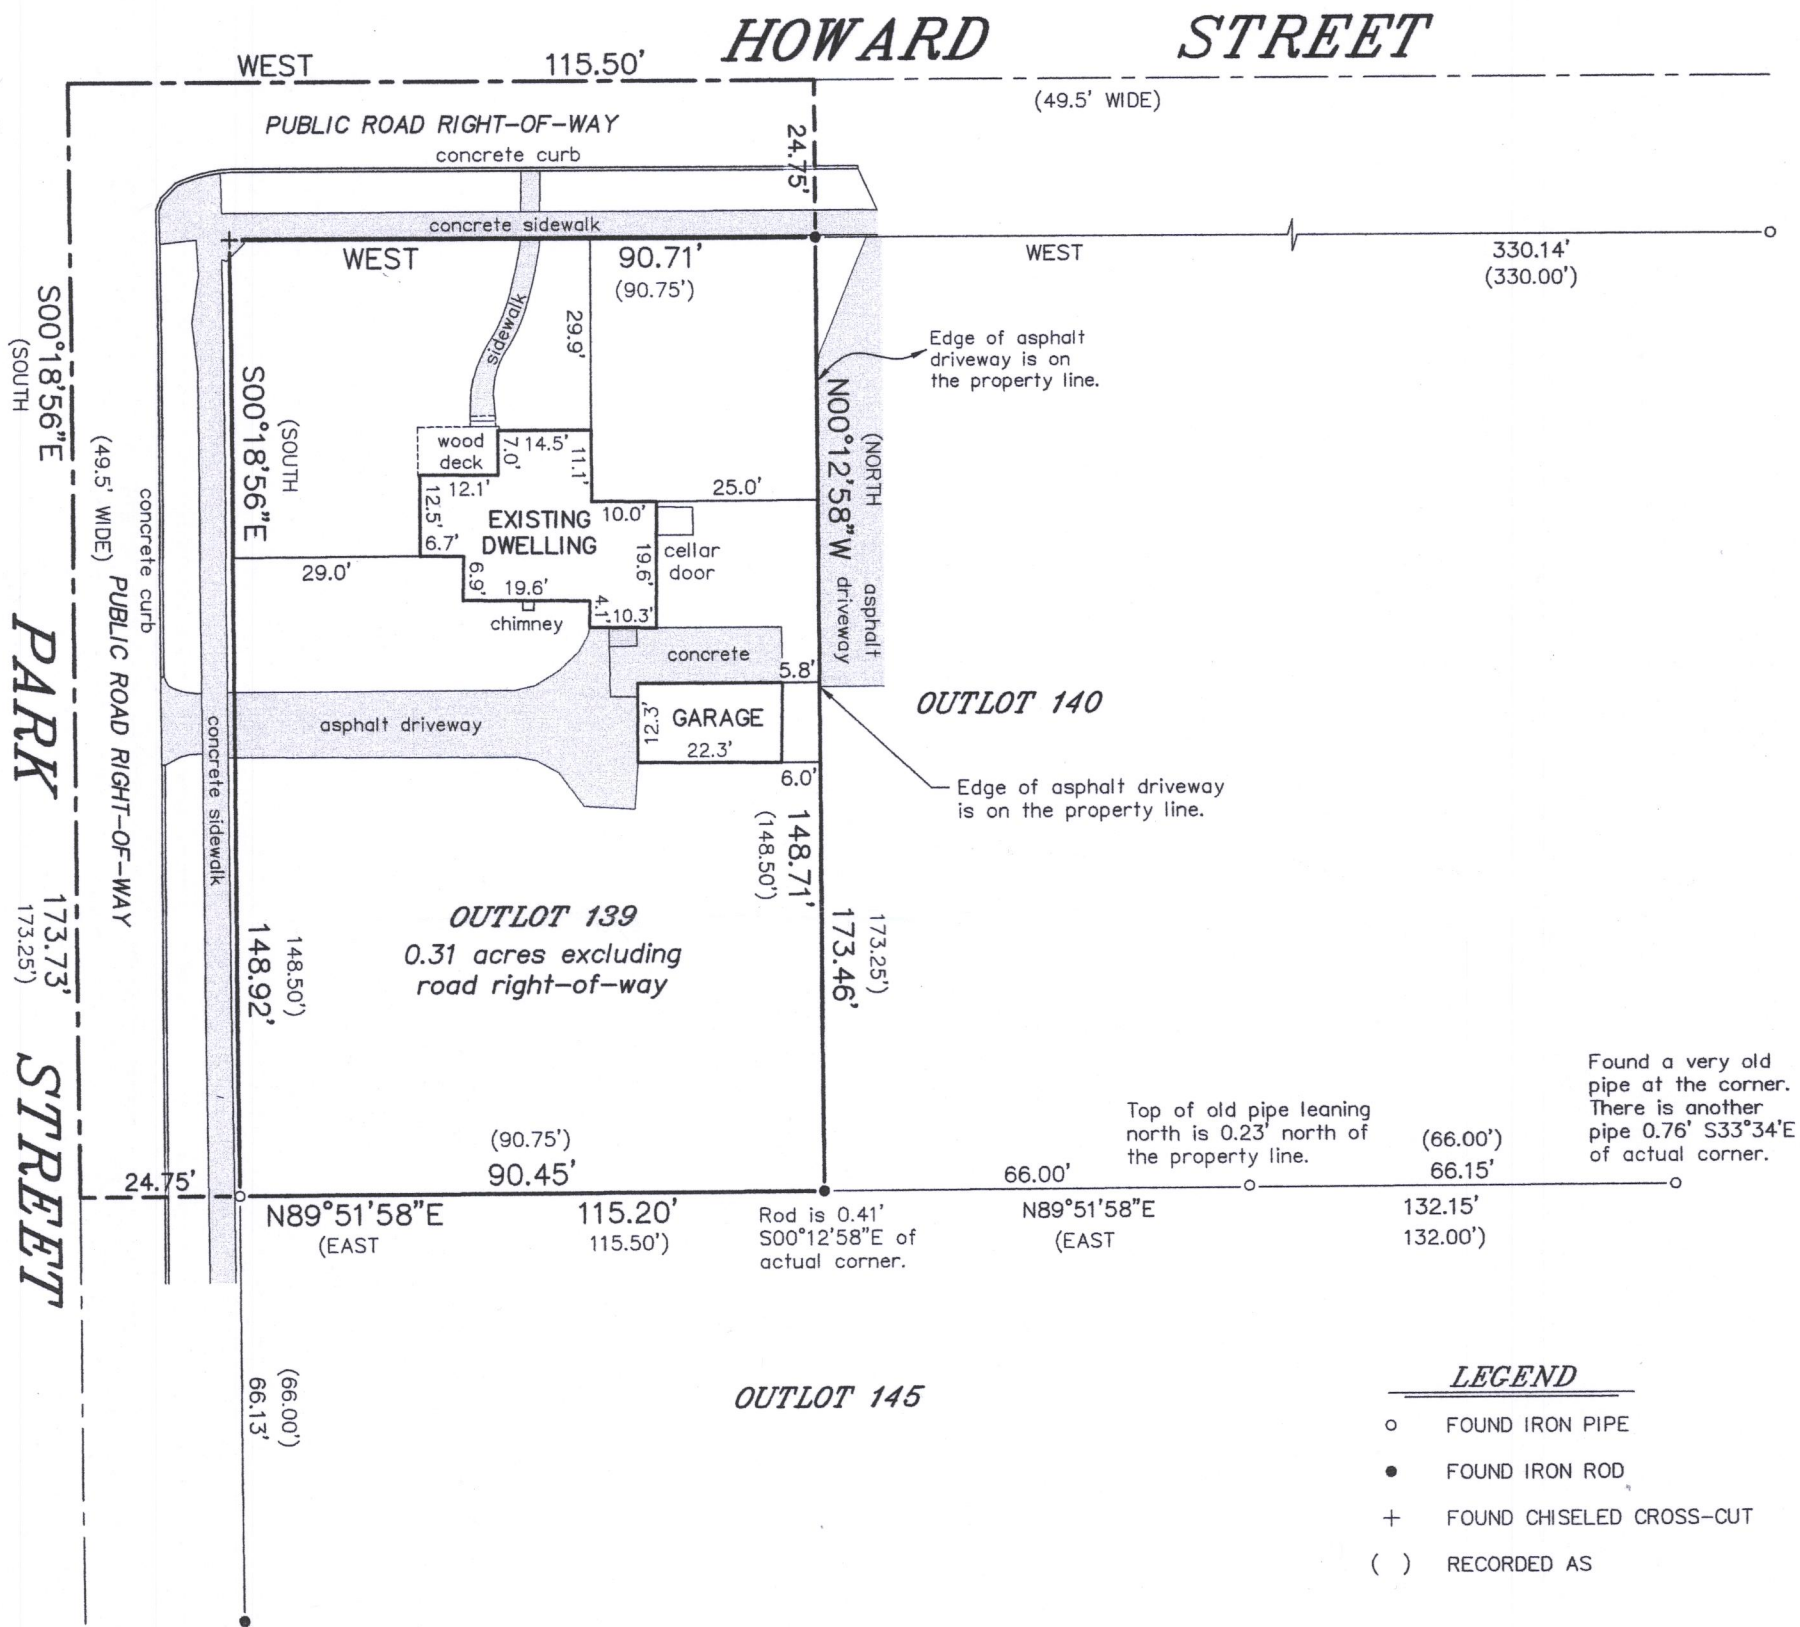 HOWARD STREET
WEST 115.50'
(49.5' WIDE)
PUBLIC ROAD RIGHT-OF-WAY
concrete curb
24.75'
concrete sidewalk
WEST
90.71'
(90.75')
WEST
330.14'
(330.00')
S00°18'56"E
(SOUTH
(49.5' WIDE)
concrete curb
PUBLIC ROAD RIGHT-OF-WAY
PARK STREET
173.73'
173.25')
concrete sidewalk
S00°18'56"E
(SOUTH
sidewalk
29.9'
Edge of asphalt
driveway is on
the property line.
N00°12'58"W
(NORTH
asphalt
driveway
wood
deck
7.0'
14.5'
11.1'
12.1'
12.5'
25.0'
EXISTING
DWELLING
10.0'
6.7'
19.6'
cellar
door
29.0'
6.9'
19.6'
4.1'
10.3'
chimney
concrete
5.8'
OUTLOT 140
asphalt driveway
12.3'
GARAGE
22.3'
6.0'
Edge of asphalt driveway
is on the property line.
148.71'
(148.50')
OUTLOT 139
0.31 acres excluding
road right-of-way
148.92'
148.50')
173.46'
173.25')
(90.75')
90.45'
24.75'
N89°51'58"E
(EAST
115.20'
115.50')
Rod is 0.41'
S00°12'58"E of
actual corner.
66.00'
N89°51'58"E
(EAST
Top of old pipe leaning
north is 0.23' north of
the property line.
(66.00')
66.15'
132.15'
132.00')
Found a very old
pipe at the corner.
There is another
pipe 0.76' S33°34'E
of actual corner.
66.13'
(66.00')
OUTLOT 145
LEGEND
○ FOUND IRON PIPE
● FOUND IRON ROD
+ FOUND CHISELED CROSS-CUT
( ) RECORDED AS